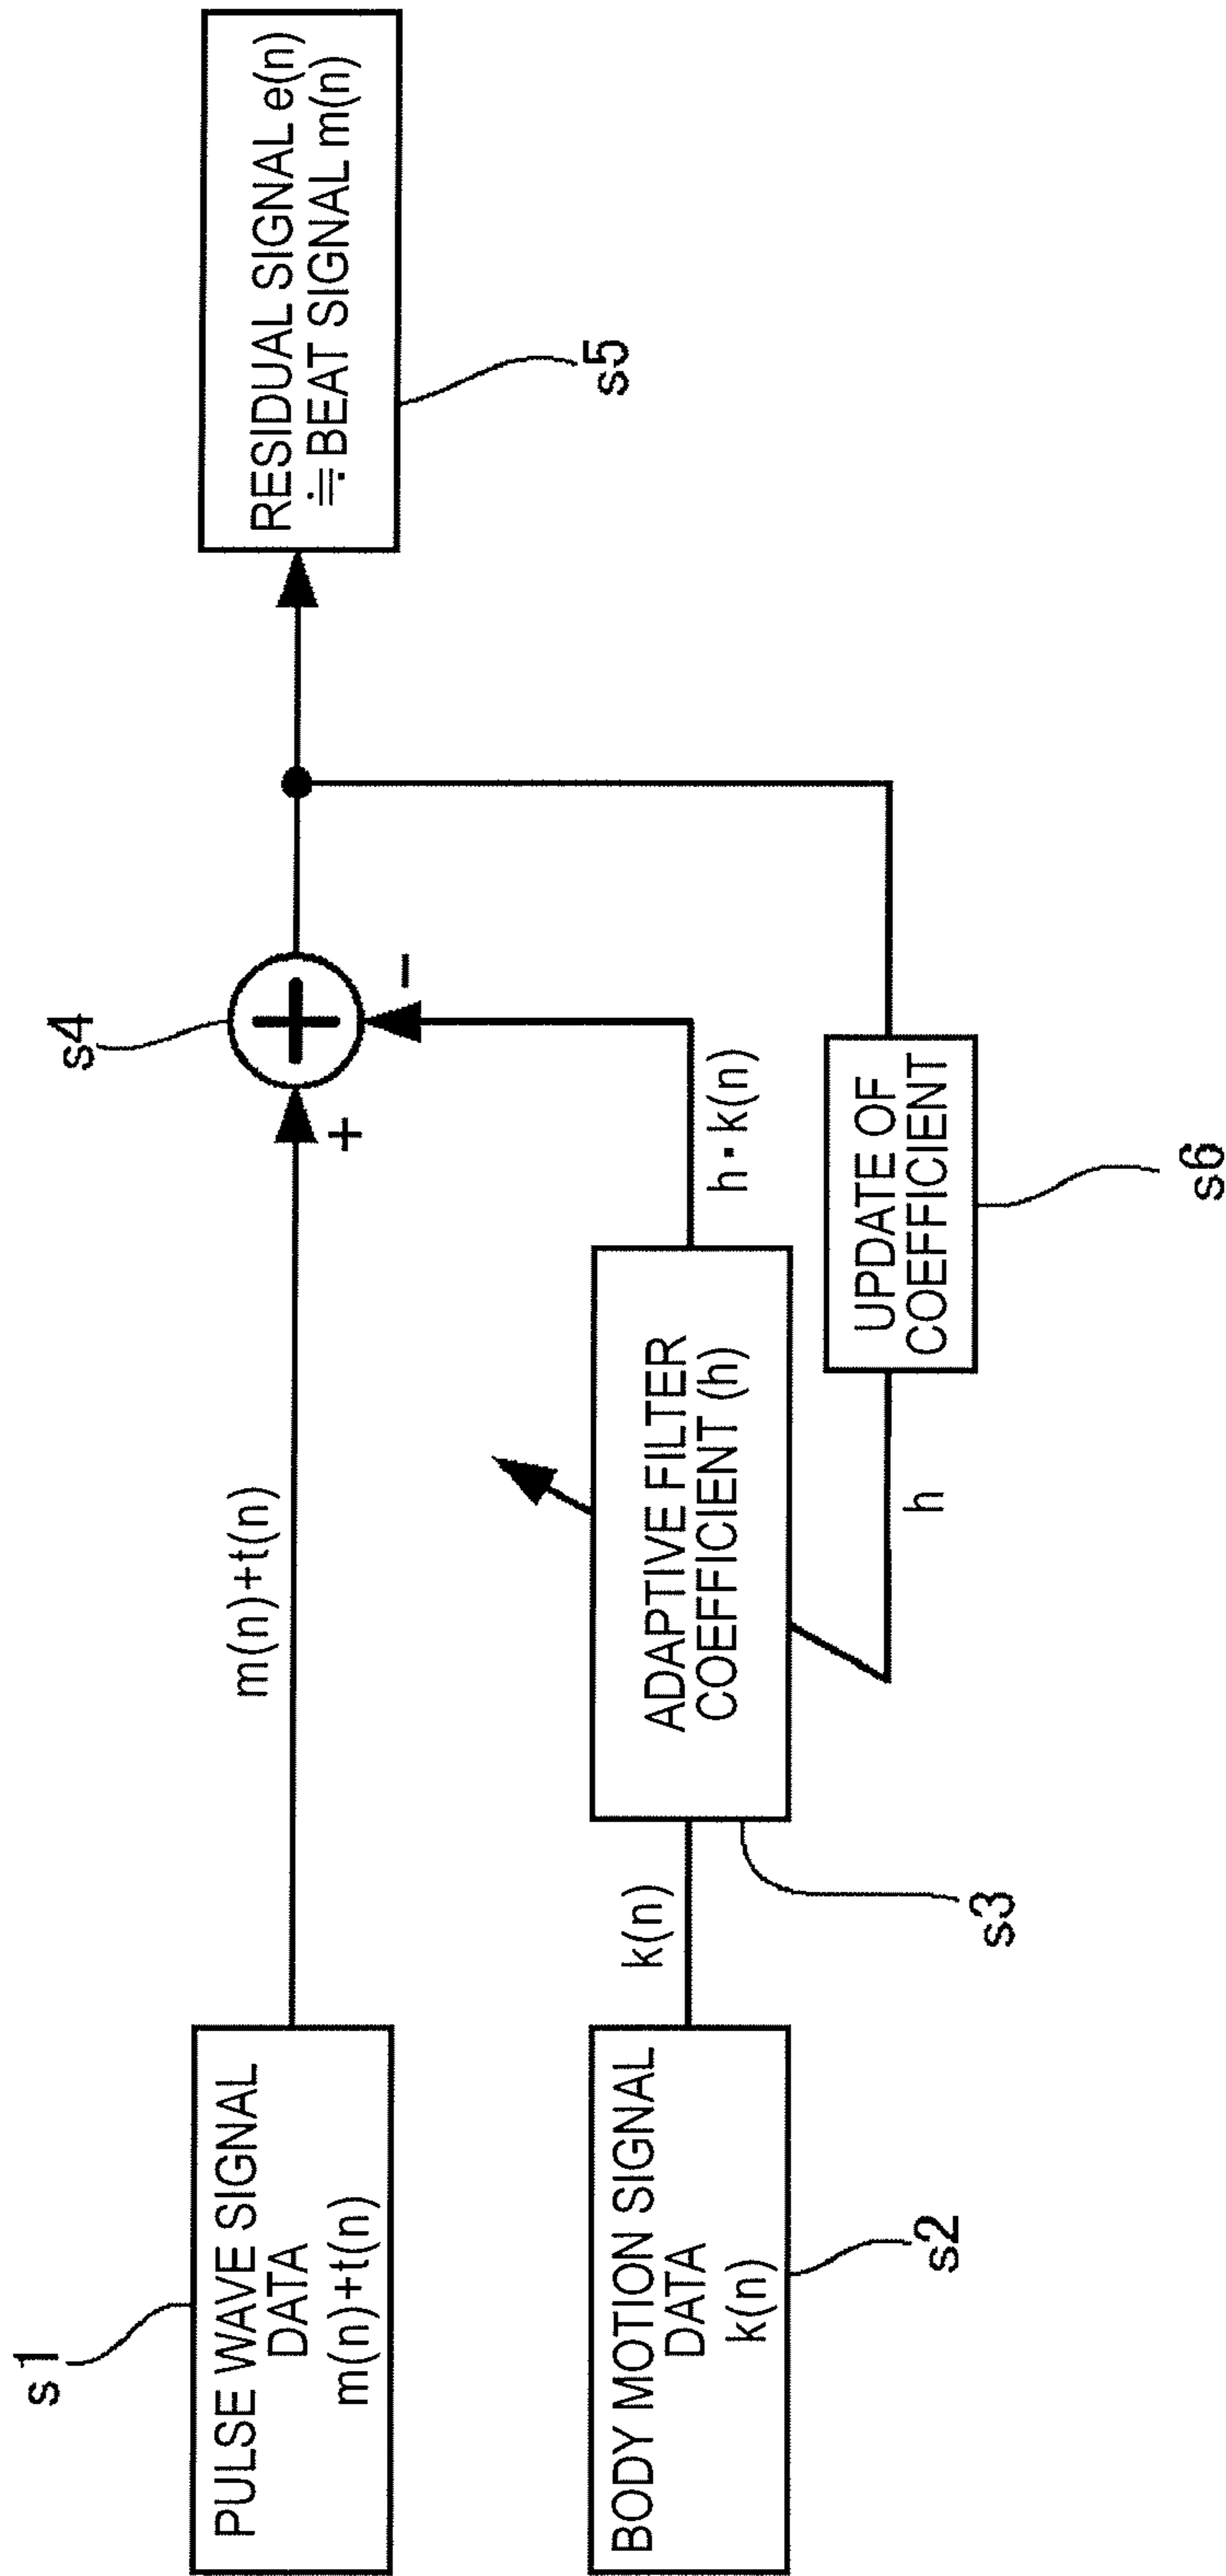 s1
PULSE WAVE SIGNAL
DATA
m(n)+t(n)
m(n)+t(n)
+
s4
-
RESIDUAL SIGNAL e(n)
≒BEAT SIGNAL m(n)
s5
BODY MOTION SIGNAL
DATA
k(n)
s2
k(n)
ADAPTIVE FILTER
COEFFICIENT (h)
s3
h・k(n)
h
UPDATE OF
COEFFICIENT
s6